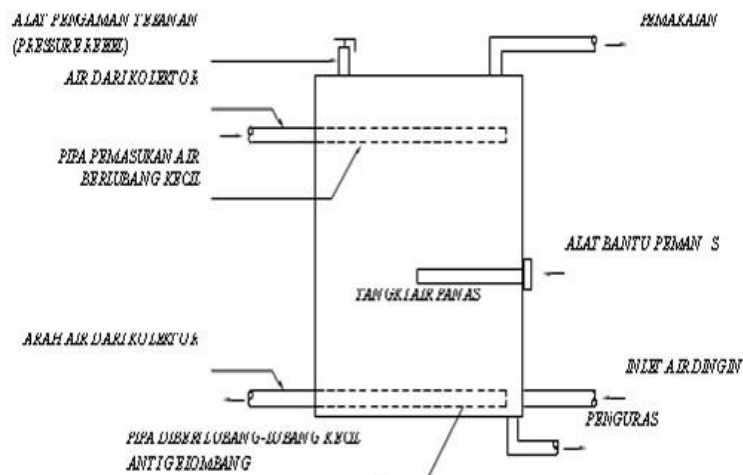 ALAT PENGAMAN TEKANAN
(PRESSURE RELIEF)
PEMAKAIAN
AIR DARI KOLEKTOR
PIPA PEMASUKAN AIR
BERLUBANG KECIL
ALAT BANTU PEMAN S
TANGKI AIR PANAS
ARAH AIR DARI KOLEKTOR
INLET AIR DINGIN
PENGURAS
PIPA DIBERI LUBANG-LUBANG KECIL
ANTI GELOMBANG